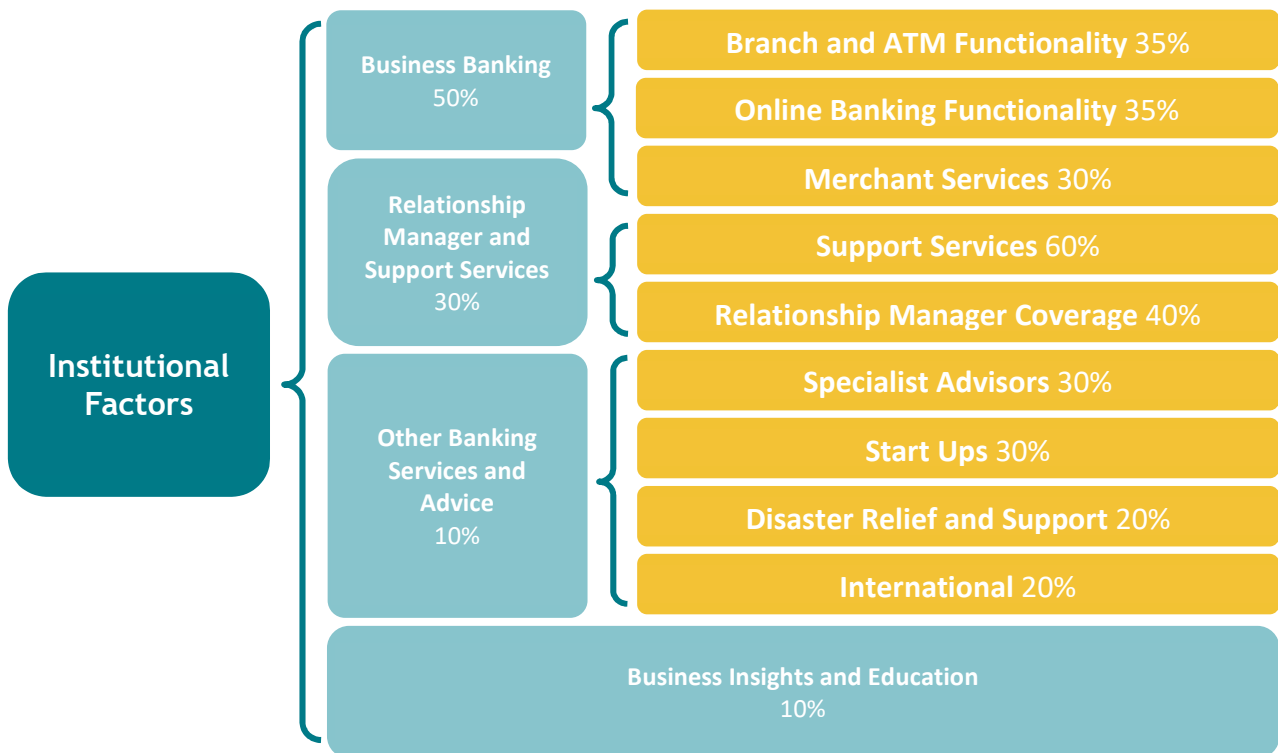 Institutional
Factors
Business Banking
50%
Branch and ATM Functionality 35%
Online Banking Functionality 35%
Merchant Services 30%
Relationship
Manager and
Support Services
30%
Support Services 60%
Relationship Manager Coverage 40%
Other Banking
Services and
Advice
10%
Specialist Advisors 30%
Start Ups 30%
Disaster Relief and Support 20%
International 20%
Business Insights and Education
10%